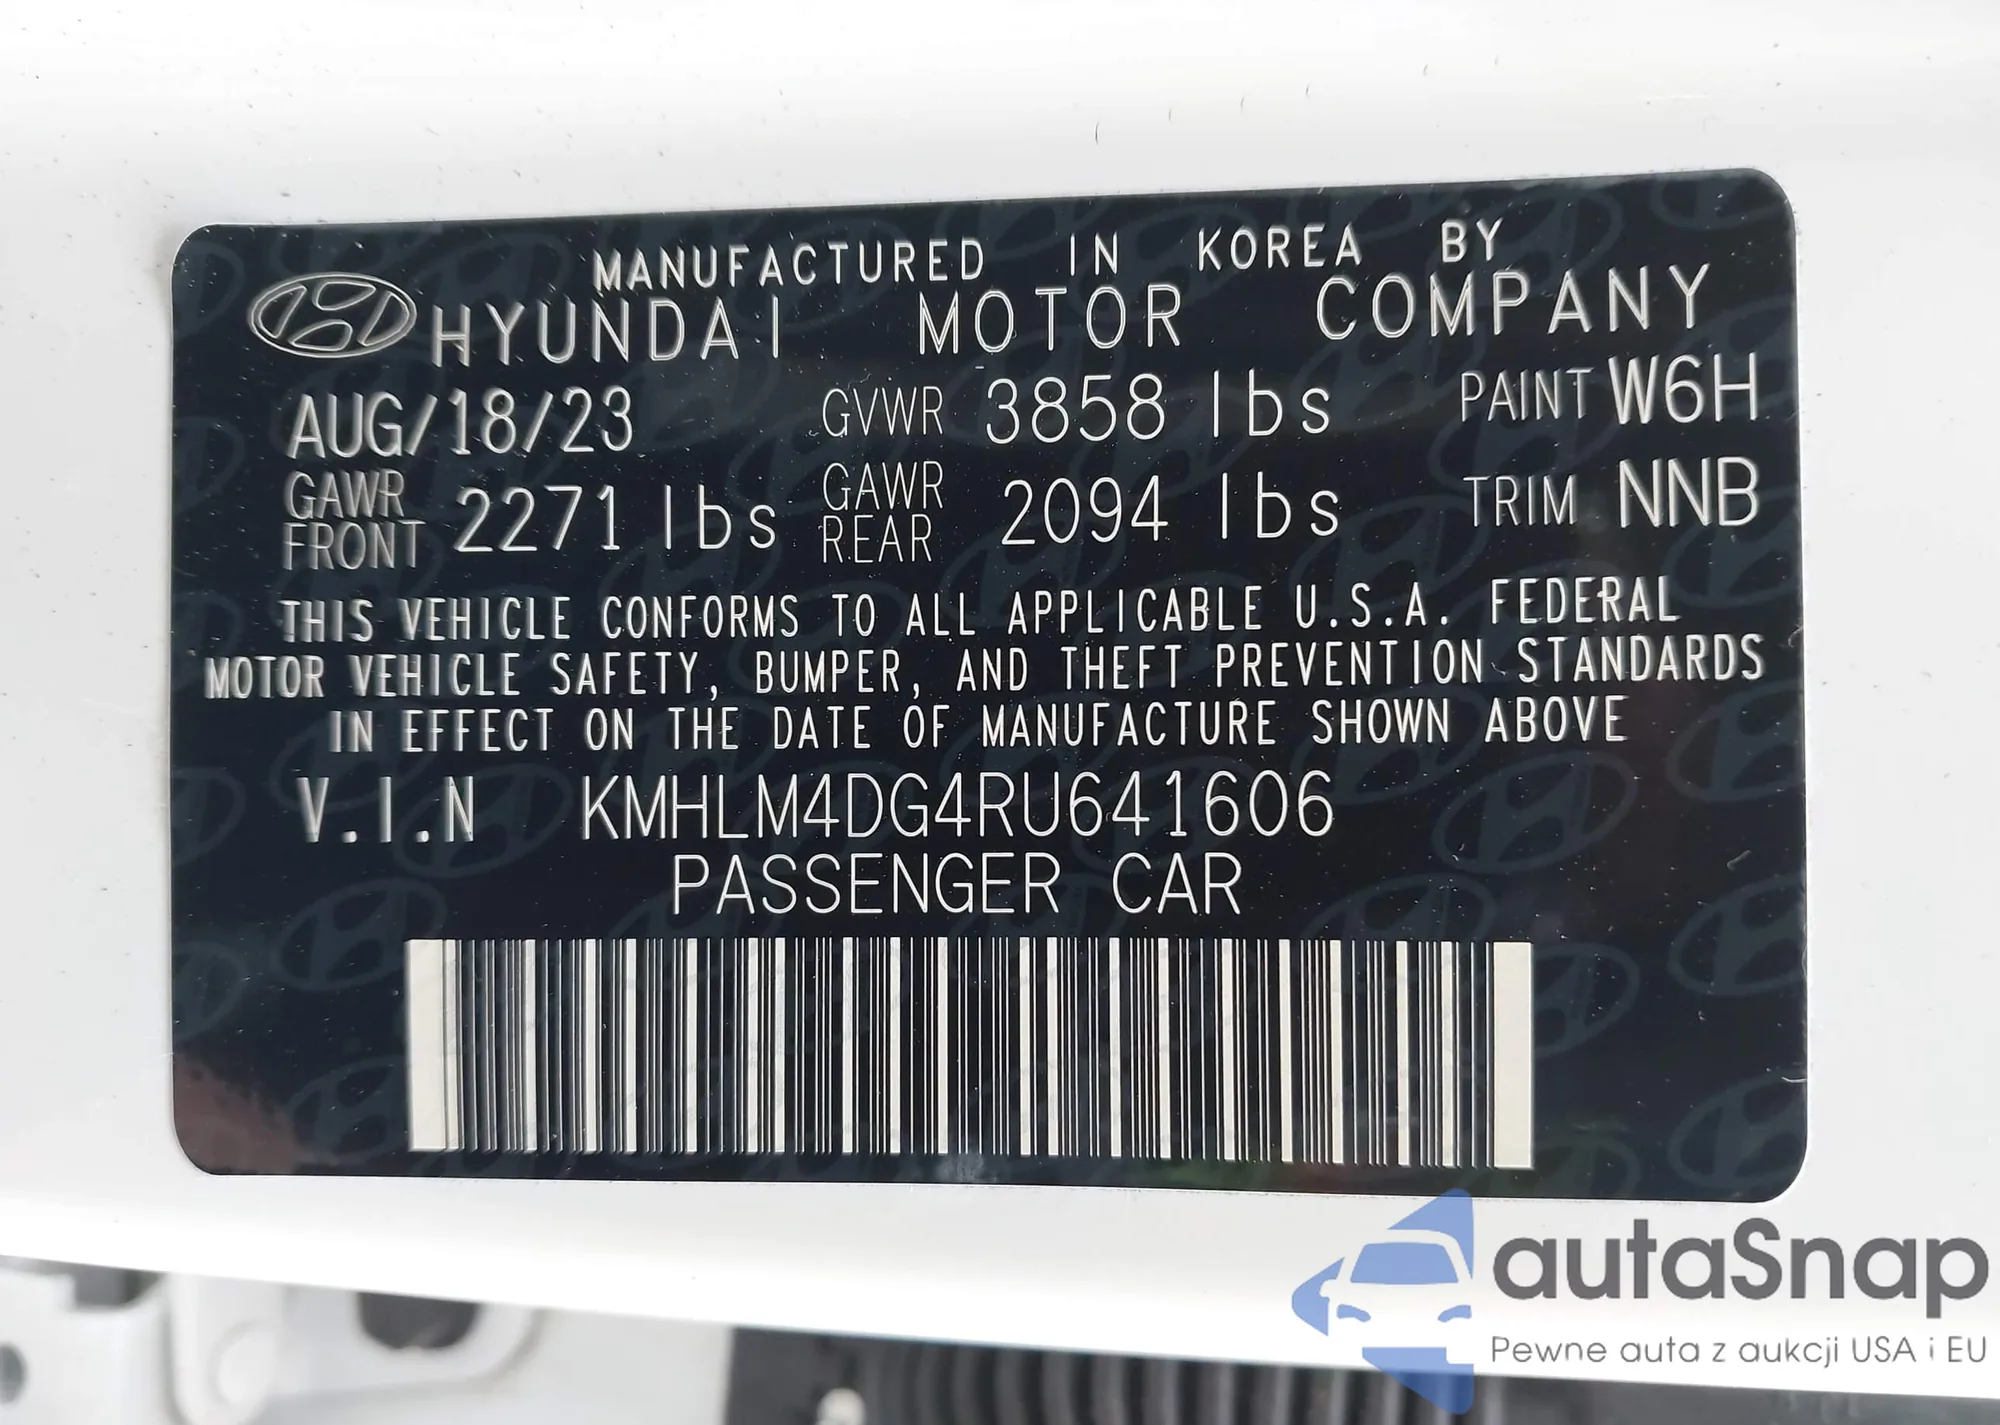 MANUFACTURED IN KOREA BY
HYUNDAI MOTOR COMPANY
AUG/18/23 GVWR 3858 lbs PAINT W6H
GAWR FRONT 2271 lbs GAWR REAR 2094 lbs TRIM NNB
THIS VEHICLE CONFORMS TO ALL APPLICABLE U.S.A. FEDERAL
MOTOR VEHICLE SAFETY, BUMPER, AND THEFT PREVENTION STANDARDS
IN EFFECT ON THE DATE OF MANUFACTURE SHOWN ABOVE
V.I.N KMHLM4DG4RU641606
PASSENGER CAR
autaSnap
Pewne auta z aukcji USA i EU